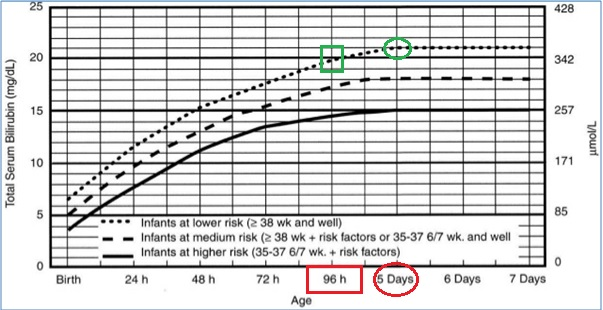 25
20
15
10
5
0
Total Serum Bilirubin (mg/dL)
428
342
257
171
85
0
µmol/L
Infants at lower risk (≥ 38 wk and well)
Infants at medium risk (≥ 38 wk + risk factors or 35-37 6/7 wk. and well
Infants at higher risk (35-37 6/7 wk. + risk factors)
Birth 24 h 48 h 72 h 96 h 5 Days 6 Days 7 Days
Age